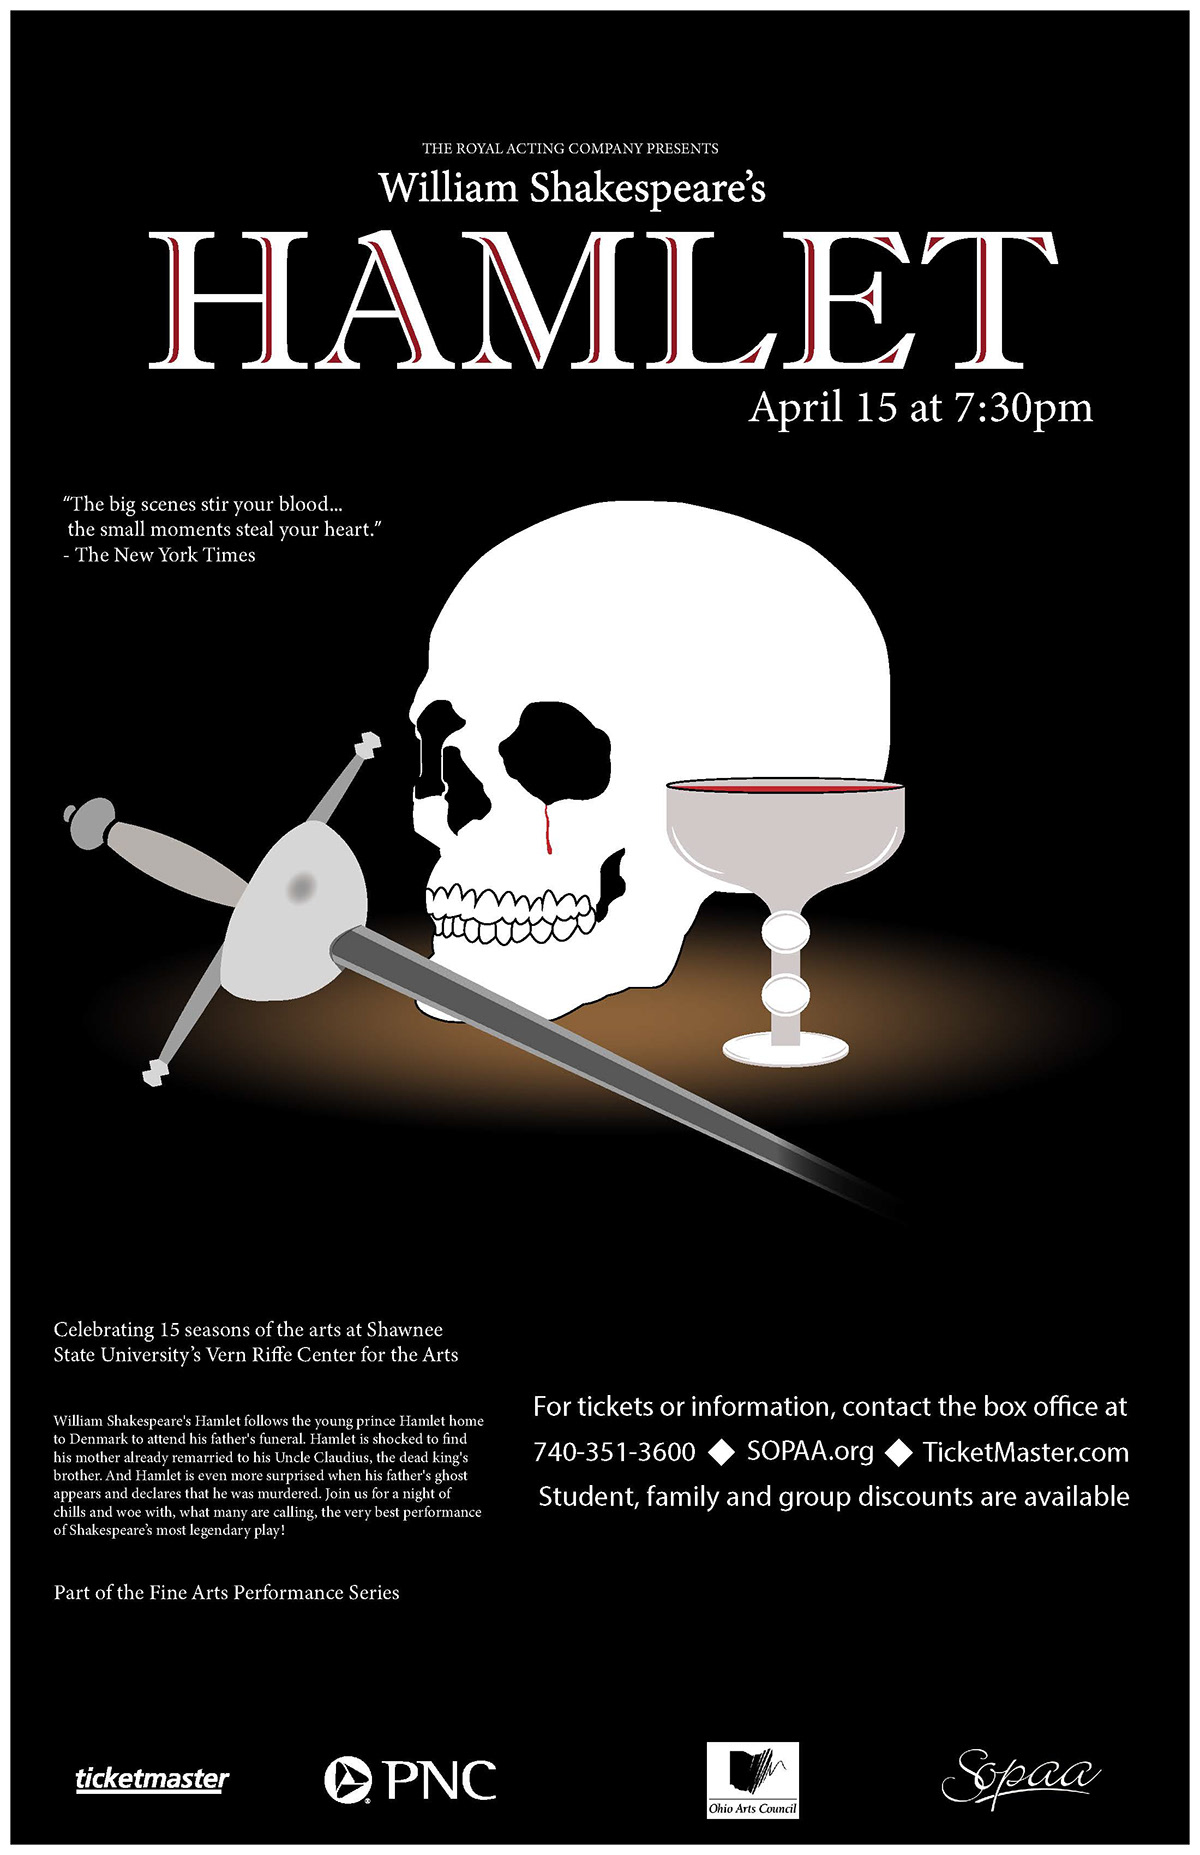 THE ROYAL ACTING COMPANY PRESENTS
William Shakespeare's
HAMLET
April 15 at 7:30pm
“The big scenes stir your blood...
the small moments steal your heart.”
- The New York Times
Celebrating 15 seasons of the arts at Shawnee
State University’s Vern Riffe Center for the Arts
William Shakespeare's Hamlet follows the young prince Hamlet home
to Denmark to attend his father's funeral. Hamlet is shocked to find
his mother already remarried to his Uncle Claudius, the dead king's
brother. And Hamlet is even more surprised when his father's ghost
appears and declares that he was murdered. Join us for a night of
chills and woe with, what many are calling, the very best performance
of Shakespeare’s most legendary play!
Part of the Fine Arts Performance Series
For tickets or information, contact the box office at
740-351-3600 ◆ SOPAA.org ◆ TicketMaster.com
Student, family and group discounts are available
ticketmaster
PNC
Ohio Arts Council
Sopaa